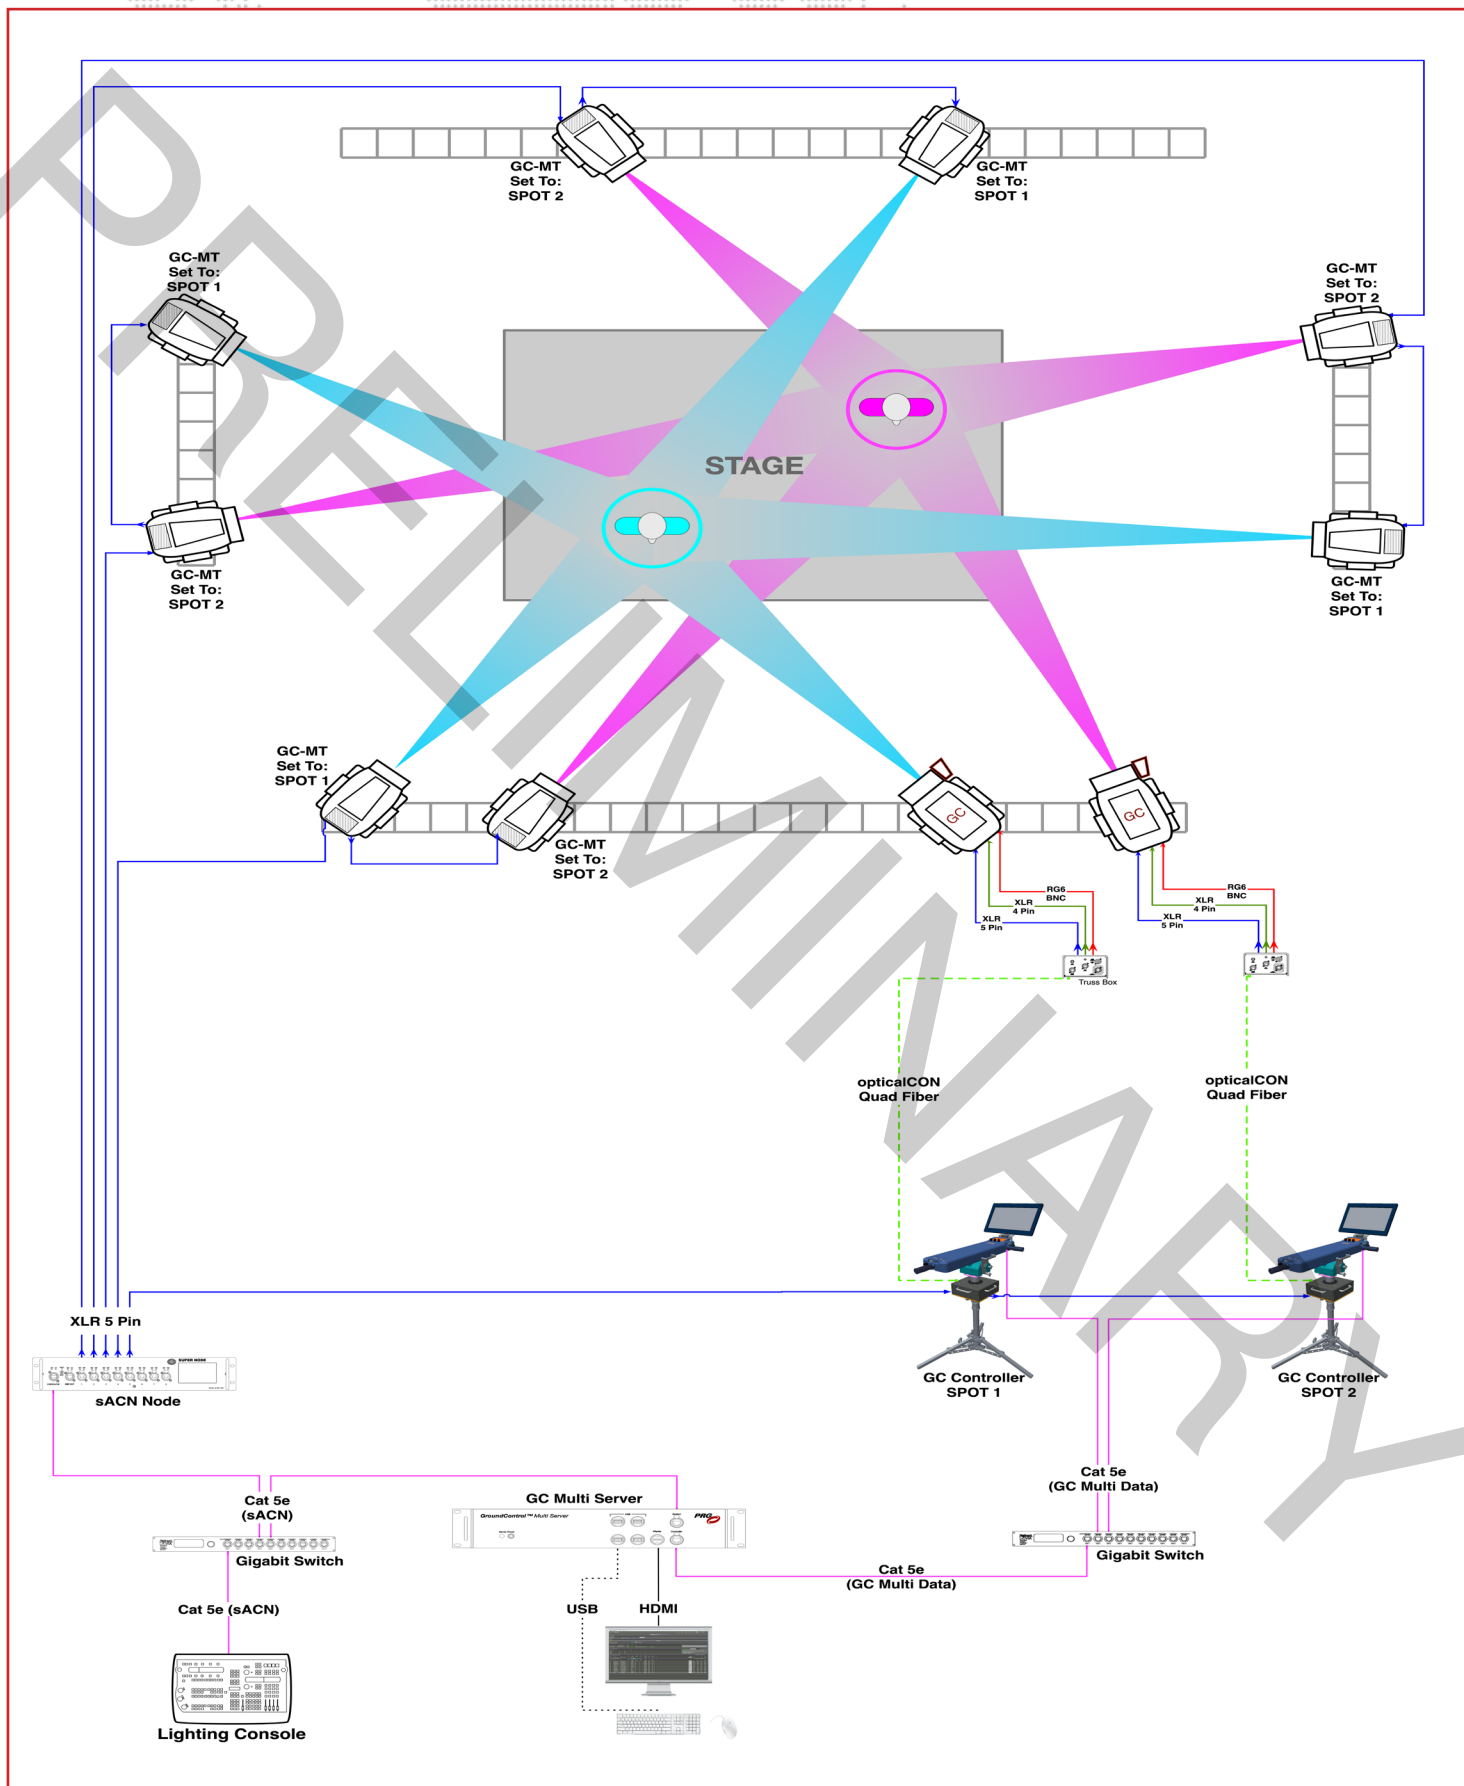 GC-MT
Set To:
SPOT 2
GC-MT
Set To:
SPOT 1
GC-MT
Set To:
SPOT 1
GC-MT
Set To:
SPOT 2
STAGE
GC-MT
Set To:
SPOT 2
GC-MT
Set To:
SPOT 1
GC-MT
Set To:
SPOT 1
GC-MT
Set To:
SPOT 2
GC
GC
RG6
BNC
XLR
4 Pin
XLR
5 Pin
RG6
BNC
XLR
4 Pin
XLR
5 Pin
Truss Box
opticalCON
Quad Fiber
opticalCON
Quad Fiber
PRELIMINARY
XLR 5 Pin
SUPER NODE
sACN Node
GC Controller
SPOT 1
GC Controller
SPOT 2
Cat 5e
(sACN)
GC Multi Server
GroundControl™ Multi Server
PRG
Cat 5e
(GC Multi Data)
Gigabit Switch
Gigabit Switch
Cat 5e
(GC Multi Data)
Cat 5e (sACN)
USB
HDMI
Lighting Console